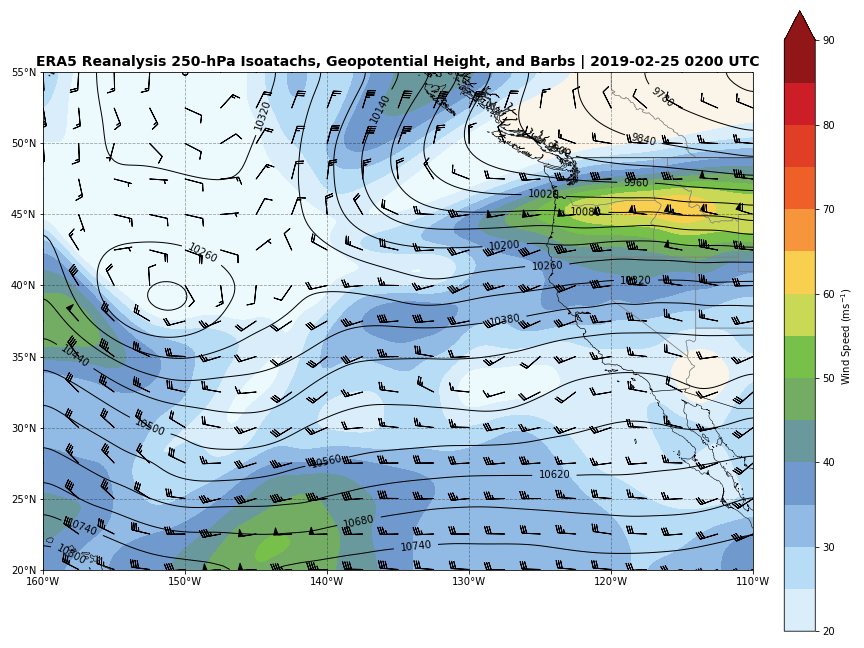 ERA5 Reanalysis 250-hPa Isoatachs, Geopotential Height, and Barbs | 2019-02-25 0200 UTC
55°N
50°N
45°N
40°N
35°N
30°N
25°N
20°N
160°W
150°W
140°W
130°W
120°W
110°W
10320
10140
9780
9840
9960
10020
10080
10200
10260
10260
10320
10380
10440
10500
10560
10620
10680
10740
10740
10800
90
80
70
60
50
40
30
20
Wind Speed (ms⁻¹)